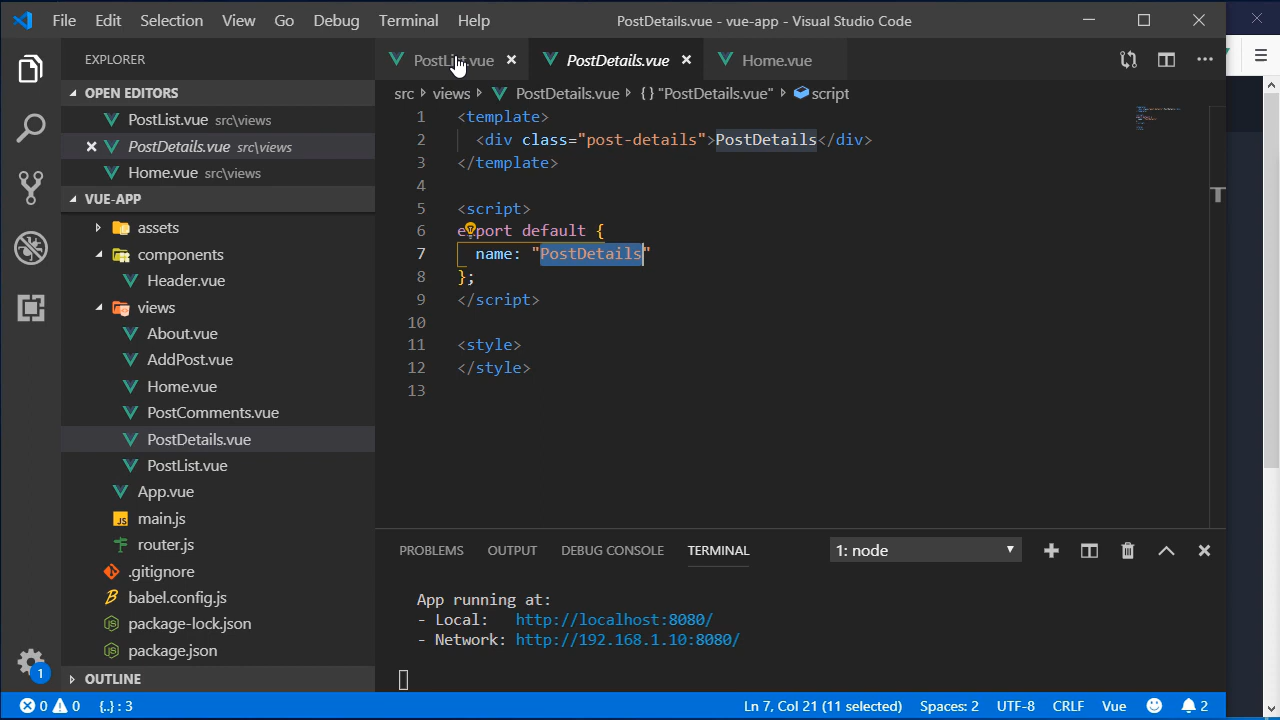 File Edit Selection View Go Debug Terminal Help PostDetails.vue - vue-app - Visual Studio Code
EXPLORER
OPEN EDITORS
PostList.vue src\views
PostDetails.vue src\views
Home.vue src\views
VUE-APP
assets
components
Header.vue
views
About.vue
AddPost.vue
Home.vue
PostComments.vue
PostDetails.vue
PostList.vue
App.vue
main.js
router.js
.gitignore
babel.config.js
package-lock.json
package.json
OUTLINE
PostList.vue PostDetails.vue Home.vue
src views PostDetails.vue {} "PostDetails.vue" script
1 <template>
2 <div class="post-details">PostDetails</div>
3 </template>
4
5 <script>
6 export default {
7 name: "PostDetails"
8 };
9 </script>
10
11 <style>
12 </style>
13
PROBLEMS OUTPUT DEBUG CONSOLE TERMINAL 1: node
App running at:
- Local: http://localhost:8080/
- Network: http://192.168.1.10:8080/
1
0 0 {..} : 3 Ln 7, Col 21 (11 selected) Spaces: 2 UTF-8 CRLF Vue 2